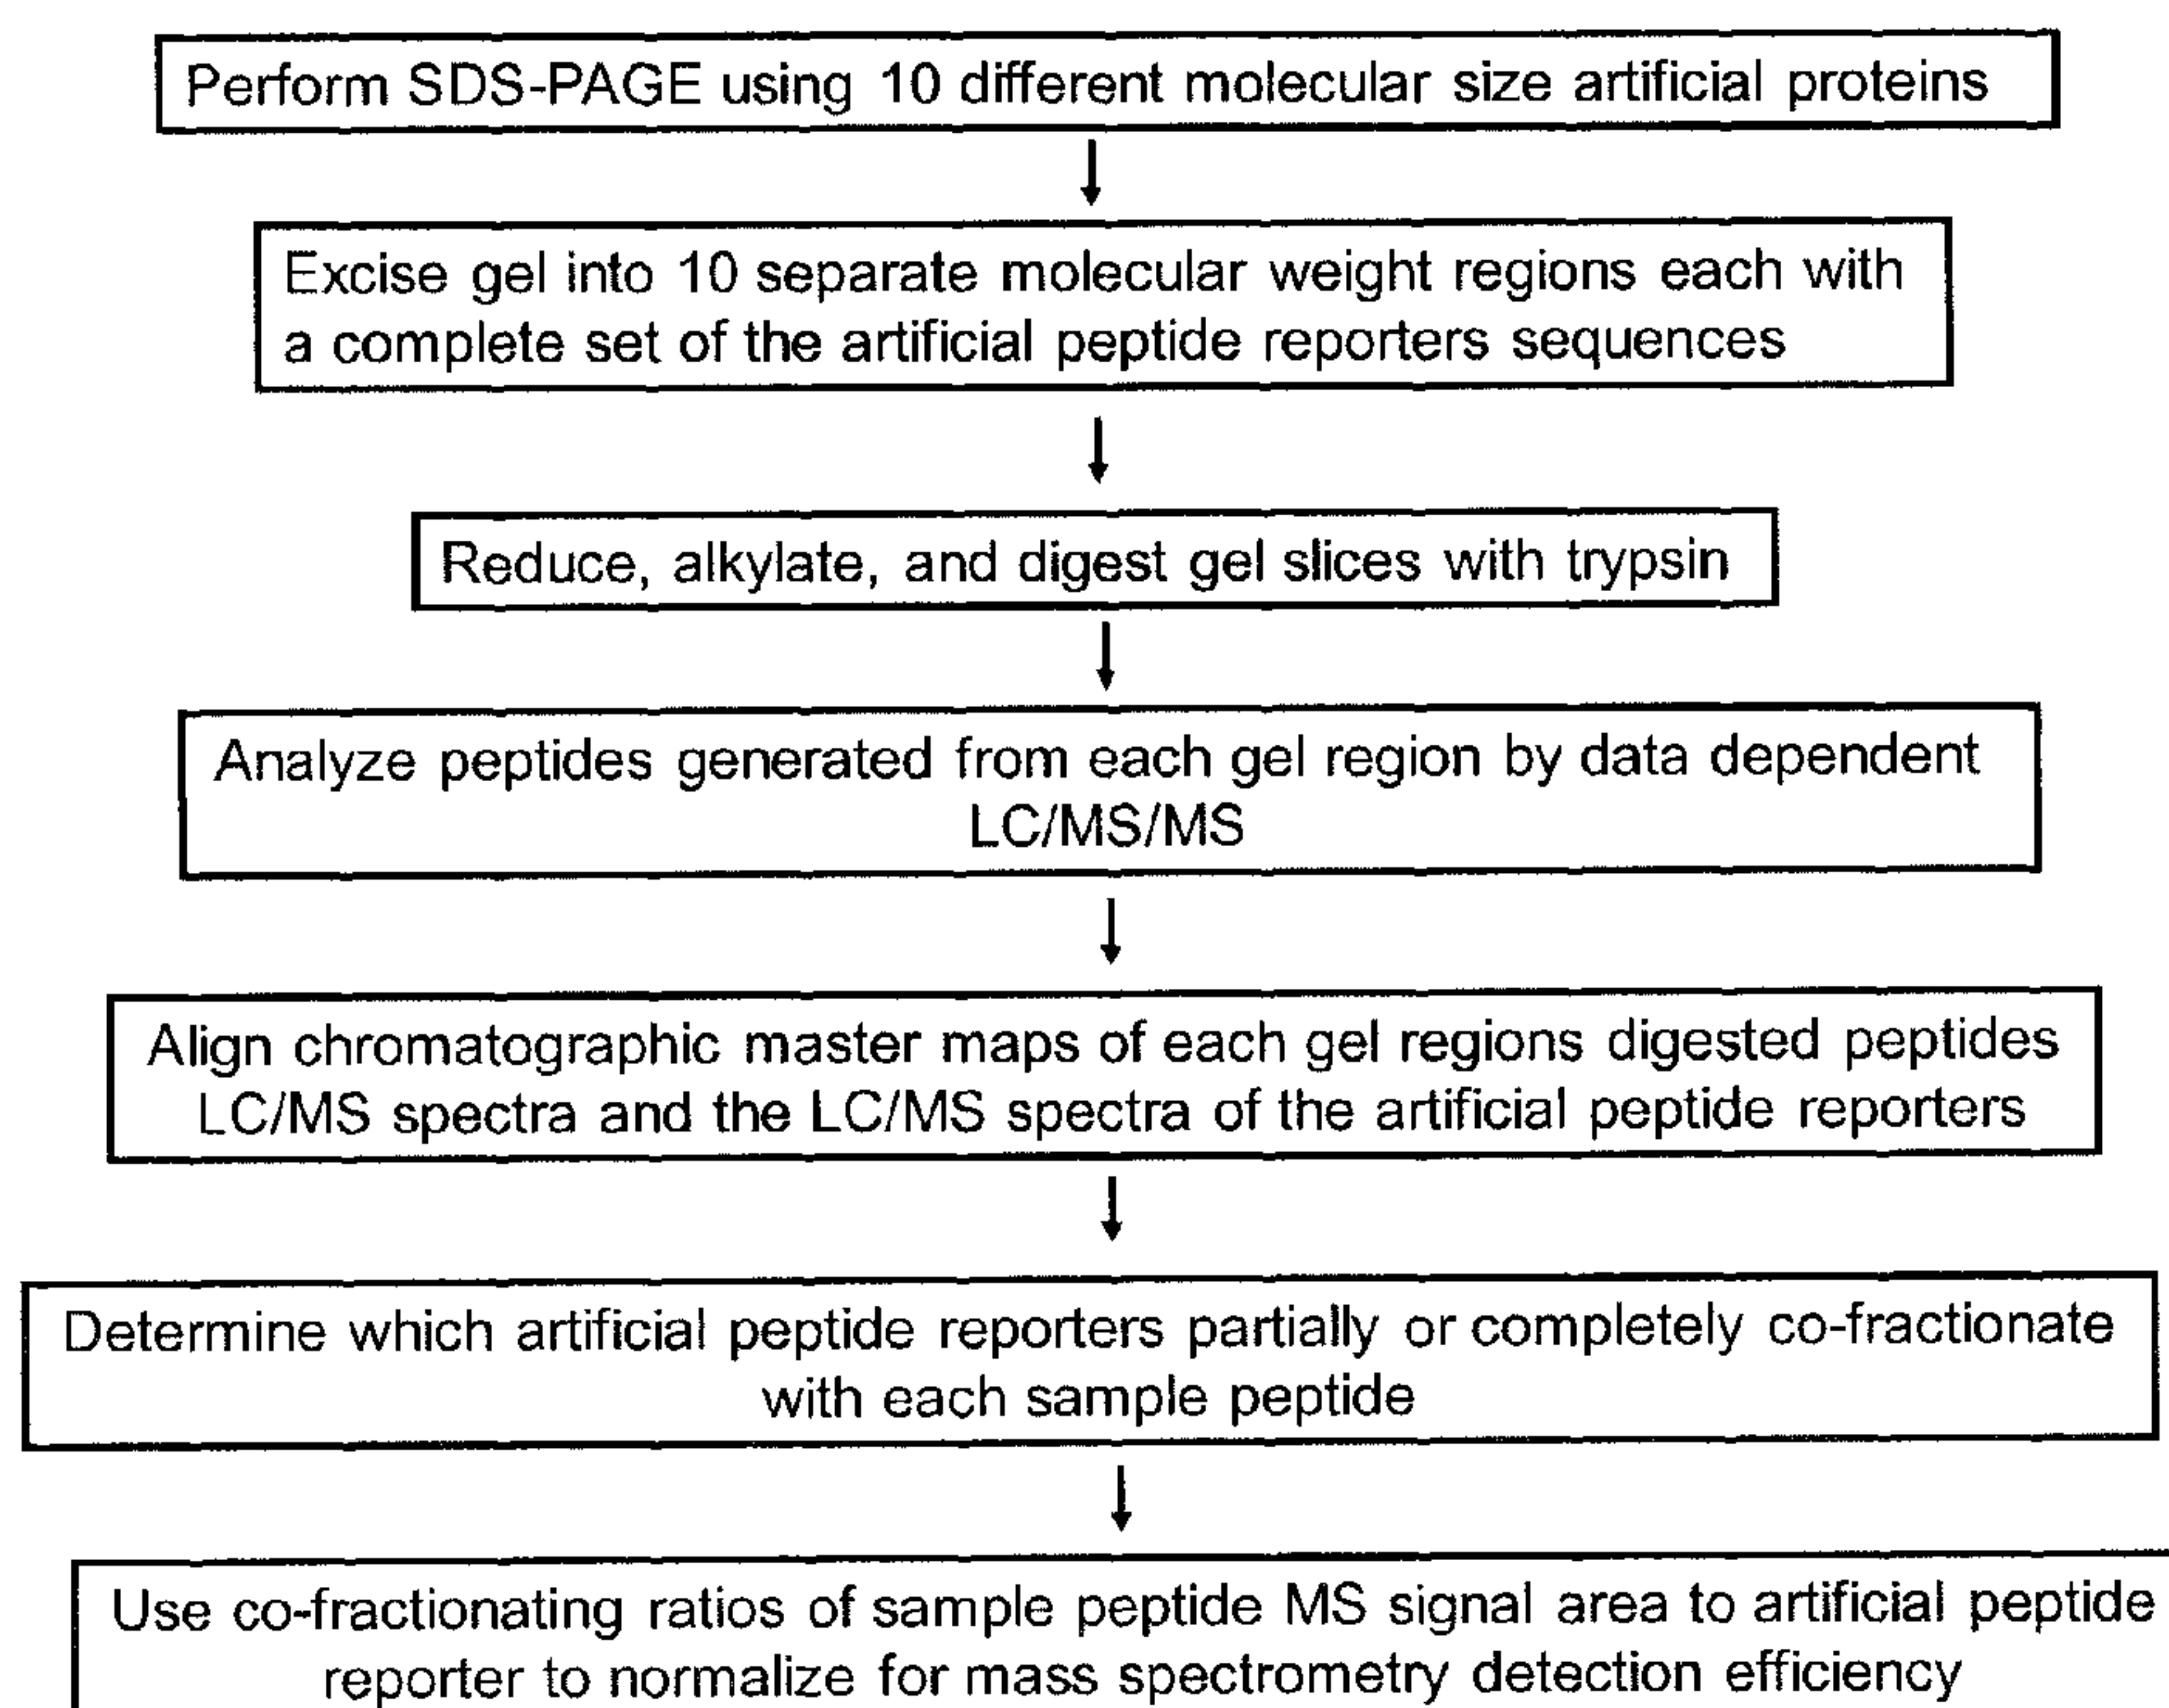 Perform SDS-PAGE using 10 different molecular size artificial proteins
Excise gel into 10 separate molecular weight regions each with
a complete set of the artificial peptide reporters sequences
Reduce, alkylate, and digest gel slices with trypsin
Analyze peptides generated from each gel region by data dependent
LC/MS/MS
Align chromatographic master maps of each gel regions digested peptides
LC/MS spectra and the LC/MS spectra of the artificial peptide reporters
Determine which artificial peptide reporters partially or completely co-fractionate
with each sample peptide
Use co-fractionating ratios of sample peptide MS signal area to artificial peptide
reporter to normalize for mass spectrometry detection efficiency